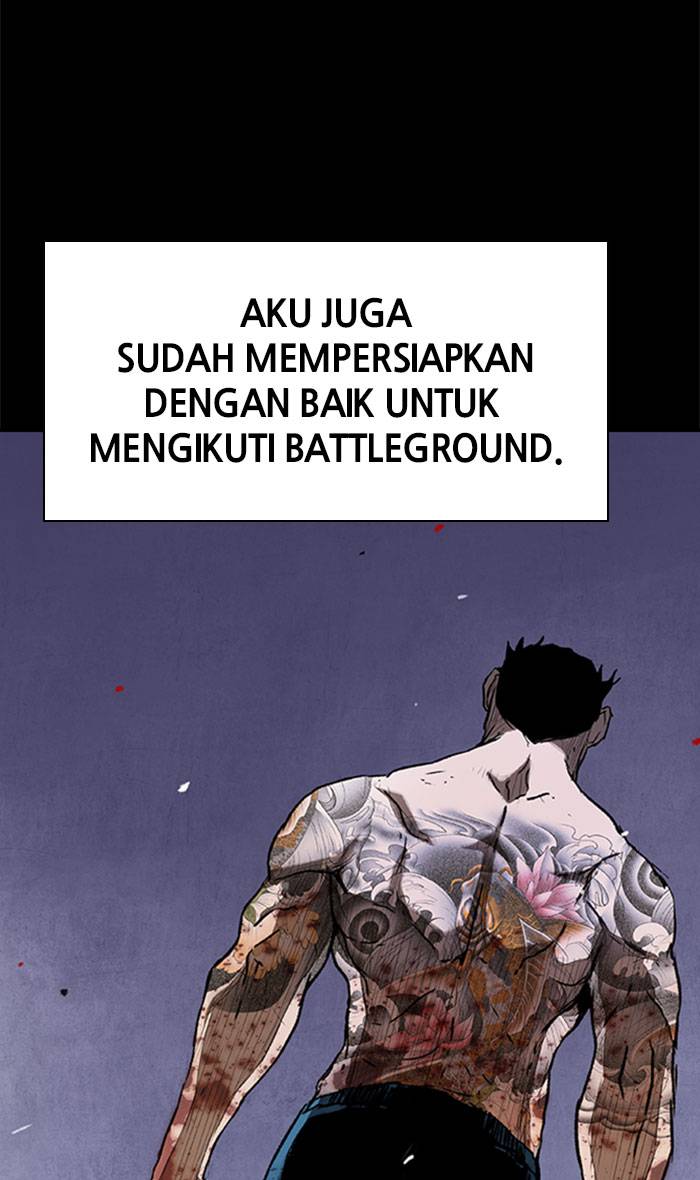 AKU JUGA
SUDAH MEMPERSIAPKAN
DENGAN BAIK UNTUK
MENGIKUTI BATTLEGROUND.